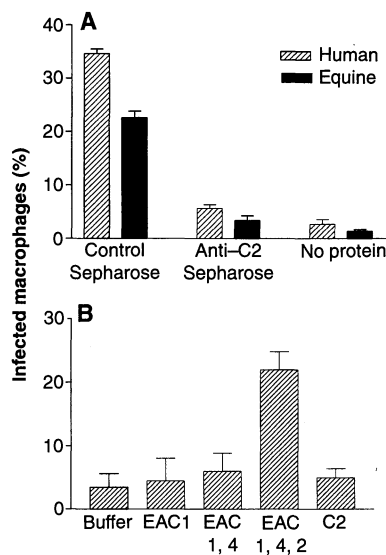 A
Human
Equine
40
30
20
10
0
Control
Sepharose
Anti–C2
Sepharose
No protein
Infected macrophages (%)
B
30
20
10
0
Buffer
EAC1
EAC
1, 4
EAC
1, 4, 2
C2